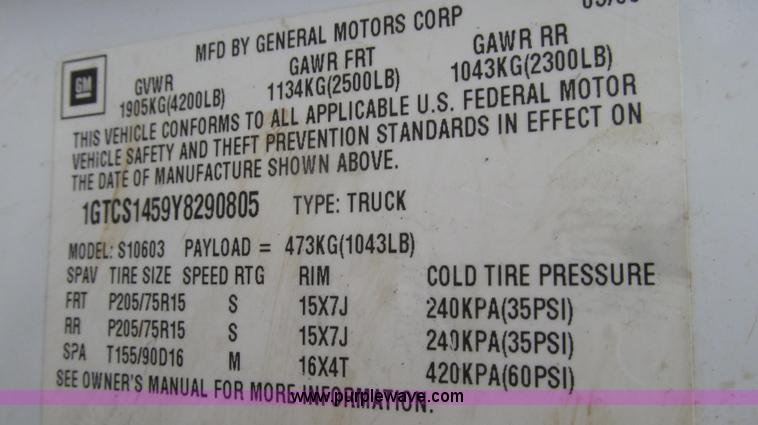 MFD BY GENERAL MOTORS CORP
GM
GVWR GAWR FRT GAWR RR
1905KG(4200LB) 1134KG(2500LB) 1043KG(2300LB)
THIS VEHICLE CONFORMS TO ALL APPLICABLE U.S. FEDERAL MOTOR
VEHICLE SAFETY AND THEFT PREVENTION STANDARDS IN EFFECT ON
THE DATE OF MANUFACTURE SHOWN ABOVE.
1GTCS1459Y8290805 TYPE: TRUCK
MODEL: S10603 PAYLOAD = 473KG(1043LB)
SPAV TIRE SIZE SPEED RTG RIM COLD TIRE PRESSURE
FRT P205/75R15 S 15X7J 240KPA(35PSI)
RR P205/75R15 S 15X7J 240KPA(35PSI)
SPA T155/90D16 M 16X4T 420KPA(60PSI)
SEE OWNER'S MANUAL FOR MORE INFORMATION.
www.purplewave.com